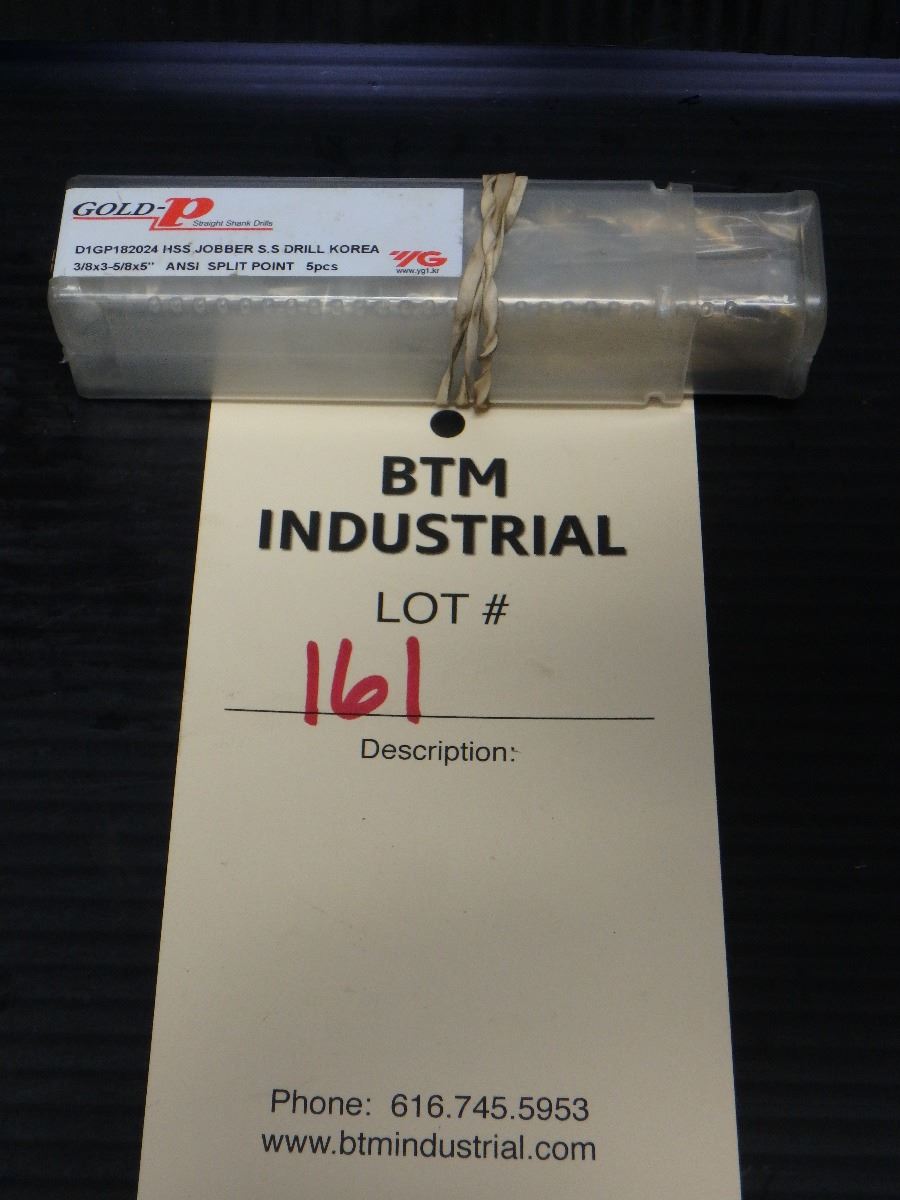 GOLD-P
Straight Shank Drills
D1GP182024 HSS JOBBER S.S DRILL KOREA
3/8x3-5/8x5" ANSI SPLIT POINT 5pcs
YG
www.yg1.kr
BTM
INDUSTRIAL
LOT #
161
Description:
Phone: 616.745.5953
www.btmindustrial.com